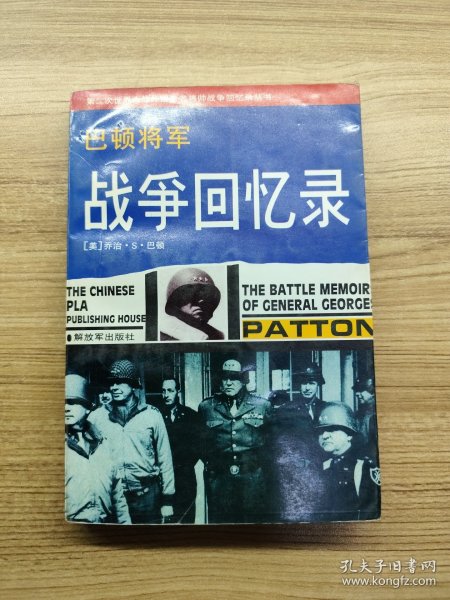 巴顿将军
战争回忆录
[美]乔治·S·巴顿
THE CHINESE
PLA
PUBLISHING HOUSE
●解放军出版社
THE BATTLE MEMOIR
OF GENERAL GEORGES
PATTON
孔夫子旧书网
www.kongfz.com